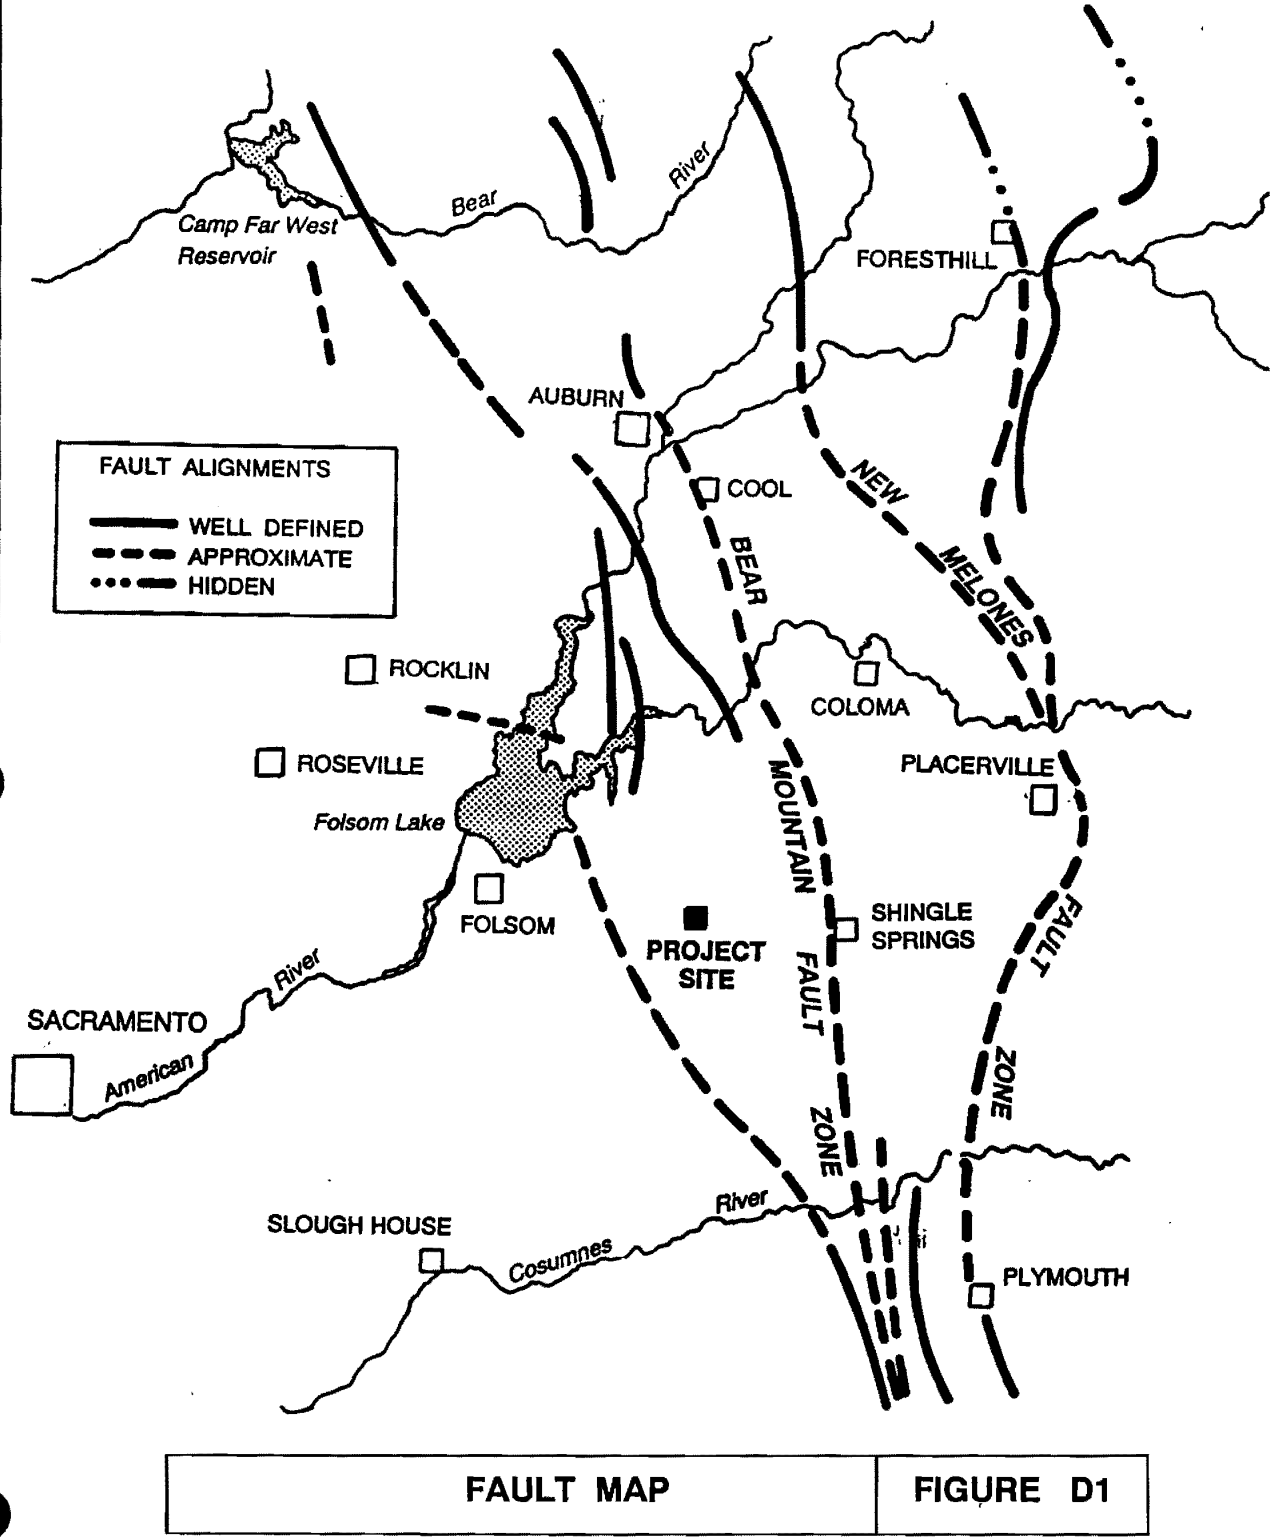 Bear
River
Camp Far West
Reservoir
FORESTHILL
AUBURN
FAULT ALIGNMENTS
WELL DEFINED
APPROXIMATE
HIDDEN
COOL
NEW
MELONES
FAULT
ZONE
BEAR
MOUNTAIN
FAULT
ZONE
ROCKLIN
COLOMA
ROSEVILLE
PLACERVILLE
Folsom Lake
FOLSOM
PROJECT
SITE
SHINGLE
SPRINGS
SACRAMENTO
American
River
SLOUGH HOUSE
Cosumnes
River
PLYMOUTH
FAULT MAP
FIGURE D1